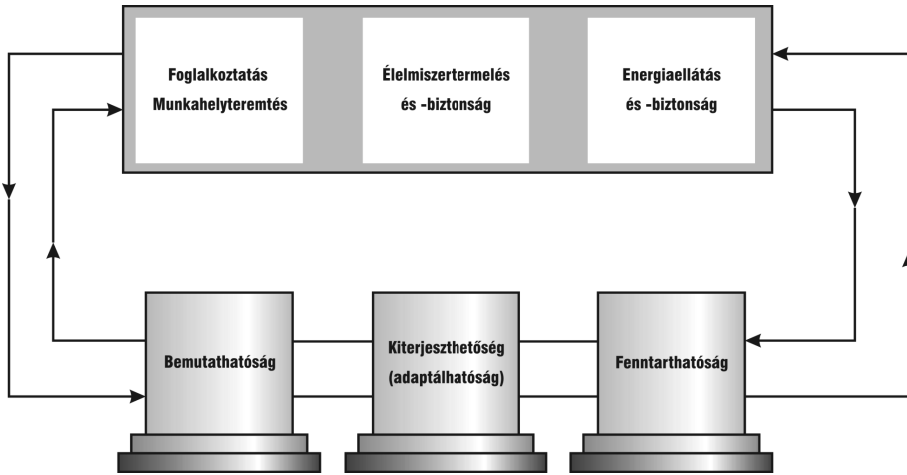 Foglalkoztatás
Munkahelyteremtés
Élelmiszertermelés
és -biztonság
Energiaellátás
és -biztonság
Bemutathatóság
Kiterjeszthetőség
(adaptálhatóság)
Fenntarthatóság